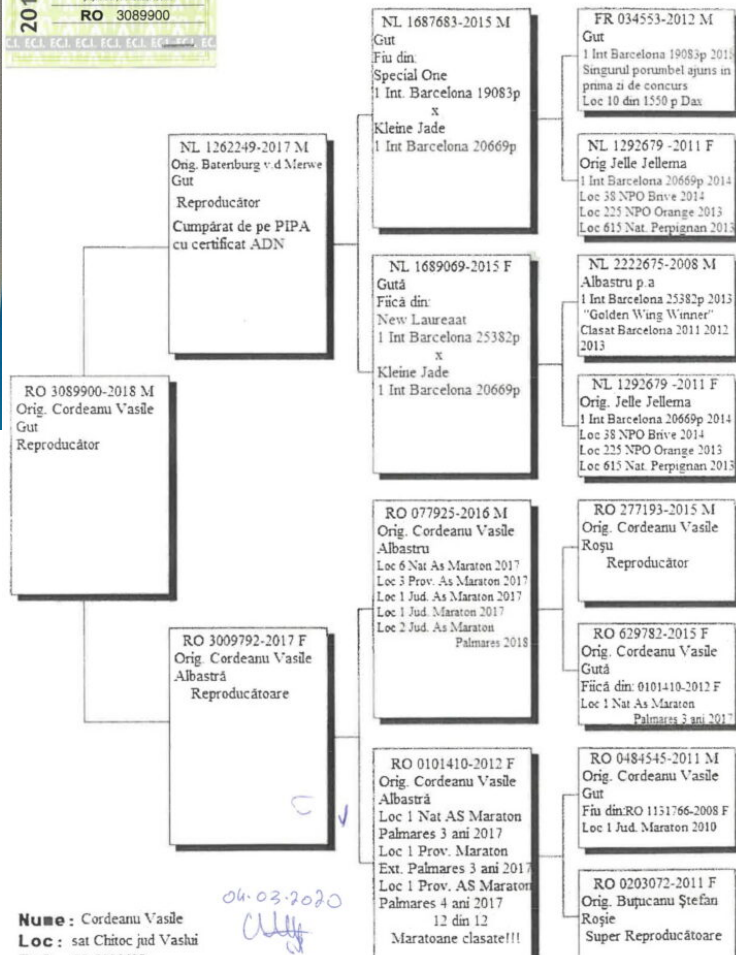 201
RO 3089900
RO 3089900-2018 M
Orig. Cordeanu Vasile
Gut
Reproducător
NL 1262249-2017 M
Orig. Batenburg v.d Merwe
Gut
Reproducător
Cumpărat de pe PIPA
cu certificat ADN
RO 3009792-2017 F
Orig. Cordeanu Vasile
Albastră
Reproducătoare
NL 1687683-2015 M
Gut
Fiu din:
Special One
1 Int. Barcelona 19083p
x
Kleine Jade
1 Int Barcelona 20669p
NL 1689069-2015 F
Gută
Fiică din:
New Laureaat
1 Int Barcelona 25382p
x
Kleine Jade
1 Int Barcelona 20669p
RO 077925-2016 M
Orig. Cordeanu Vasile
Albastru
Loc 6 Nat As Maraton 2017
Loc 3 Prov. As Maraton 2017
Loc 1 Jud. As Maraton 2017
Loc 1 Jud. Maraton 2017
Loc 2 Jud. As Maraton
Palmares 2018
RO 0101410-2012 F
Orig. Cordeanu Vasile
Albastră
Loc 1 Nat AS Maraton
Palmares 3 ani 2017
Loc 1 Prov. Maraton
Ext. Palmares 3 ani 2017
Loc 1 Prov. AS Maraton
Palmares 4 ani 2017
12 din 12
Maratoane clasate!!!
FR 034553-2012 M
Gut
1 Int Barcelona 19083p 2015
Singurul porumbel ajuns in
prima zi de concurs
Loc 10 din 1550 p Dax
NL 1292679 -2011 F
Orig Jelle Jellema
1 Int Barcelona 20669p 2014
Loc 38 NPO Brive 2014
Loc 225 NPO Orange 2013
Loc 615 Nat. Perpignan 2013
NL 2222675-2008 M
Albastru p.a
1 Int Barcelona 25382p 2013
"Golden Wing Winner"
Clasat Barcelona 2011 2012
2013
NL 1292679 -2011 F
Orig. Jelle Jellema
1 Int Barcelona 20669p 2014
Loc 38 NPO Brive 2014
Loc 225 NPO Orange 2013
Loc 615 Nat. Perpignan 2013
RO 277193-2015 M
Orig. Cordeanu Vasile
Roşu
Reproducător
RO 629782-2015 F
Orig. Cordeanu Vasile
Gută
Fiică din: 0101410-2012 F
Loc 1 Nat As Maraton
Palmares 3 ani 2017
RO 0484545-2011 M
Orig. Cordeanu Vasile
Gut
Fiu din:RO 1131766-2008 F
Loc 1 Jud. Maraton 2010
RO 0203072-2011 F
Orig. Buţucanu Ştefan
Roşie
Super Reproducătoare
04.03.2020
Nume: Cordeanu Vasile
Loc: sat Chitoc jud Vaslui